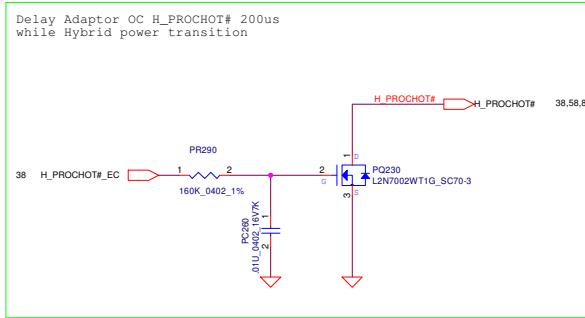 Delay Adaptor OC H_PROCHOT# 200us
while Hybrid power transition
H_PROCHOT#
H_PROCHOT#
38,58,8
PR290
1
D
38
H_PROCHOT#_EC
1
2
2
G
PQ230
160K_0402_1%
L2N7002WT1G_SC70-3
3
S
1
2
PC260
.01U_0402_16V7K